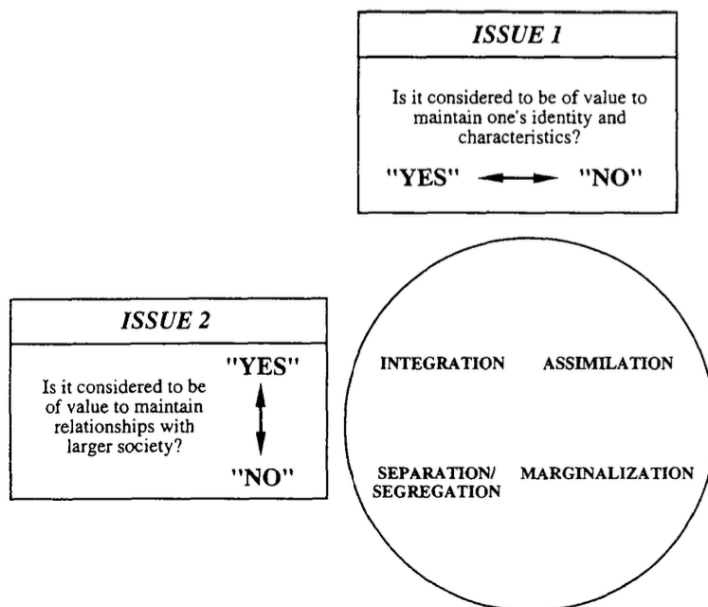 ISSUE 1
Is it considered to be of value to
maintain one's identity and
characteristics?
"YES" "NO"
ISSUE 2
"YES"
Is it considered to be
of value to maintain
relationships with
larger society?
"NO"
INTEGRATION ASSIMILATION
SEPARATION/
SEGREGATION MARGINALIZATION